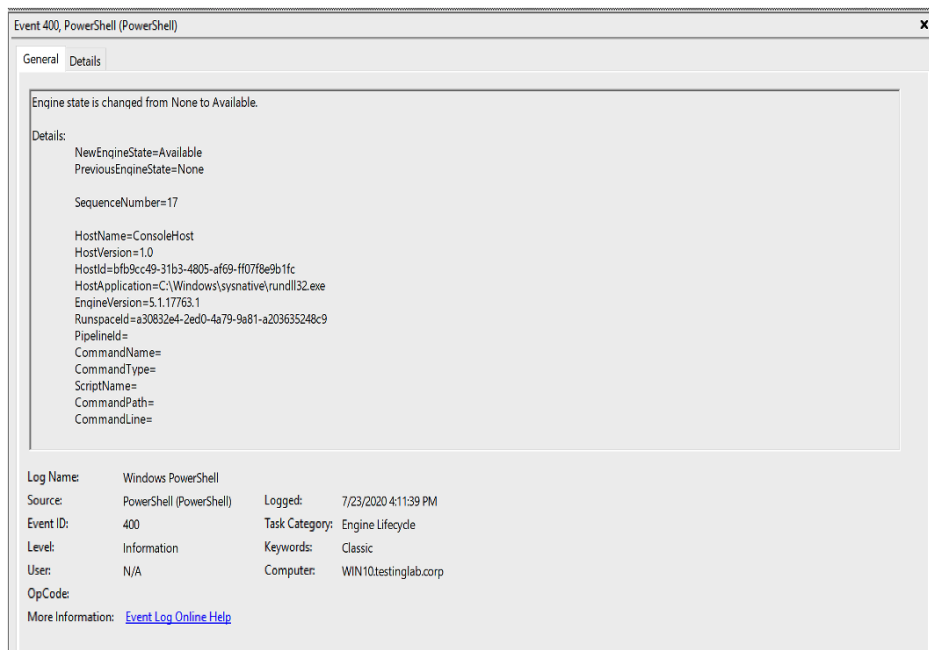 Event 400, PowerShell (PowerShell)
x
General Details
Engine state is changed from None to Available.
Details:
NewEngineState=Available
PreviousEngineState=None
SequenceNumber=17
HostName=ConsoleHost
HostVersion=1.0
HostId=bfb9cc49-31b3-4805-af69-ff07f8e9b1fc
HostApplication=C:\Windows\sysnative\rundll32.exe
EngineVersion=5.1.17763.1
RunspaceId=a30832e4-2ed0-4a79-9a81-a203635248c9
PipelineId=
CommandName=
CommandType=
ScriptName=
CommandPath=
CommandLine=
Log Name: Windows PowerShell
Source: PowerShell (PowerShell) Logged: 7/23/2020 4:11:39 PM
Event ID: 400 Task Category: Engine Lifecycle
Level: Information Keywords: Classic
User: N/A Computer: WIN10.testinglab.corp
OpCode:
More Information: Event Log Online Help